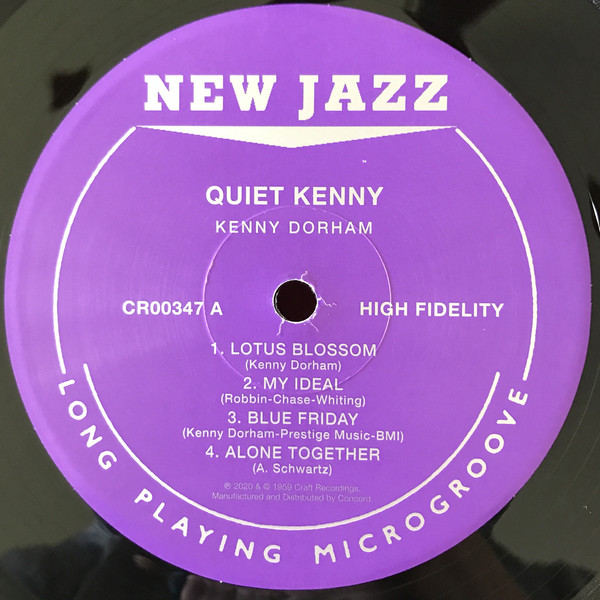 NEW JAZZ
QUIET KENNY
KENNY DORHAM
CR00347 A
HIGH FIDELITY
1. LOTUS BLOSSOM
(Kenny Dorham)
2. MY IDEAL
(Robbin-Chase-Whiting)
3. BLUE FRIDAY
(Kenny Dorham-Prestige Music-BMI)
4. ALONE TOGETHER
(A. Schwartz)
℗ 2020 & © 1959 Craft Recordings.
Manufactured and Distributed by Concord.
LONG PLAYING MICROGROOVE